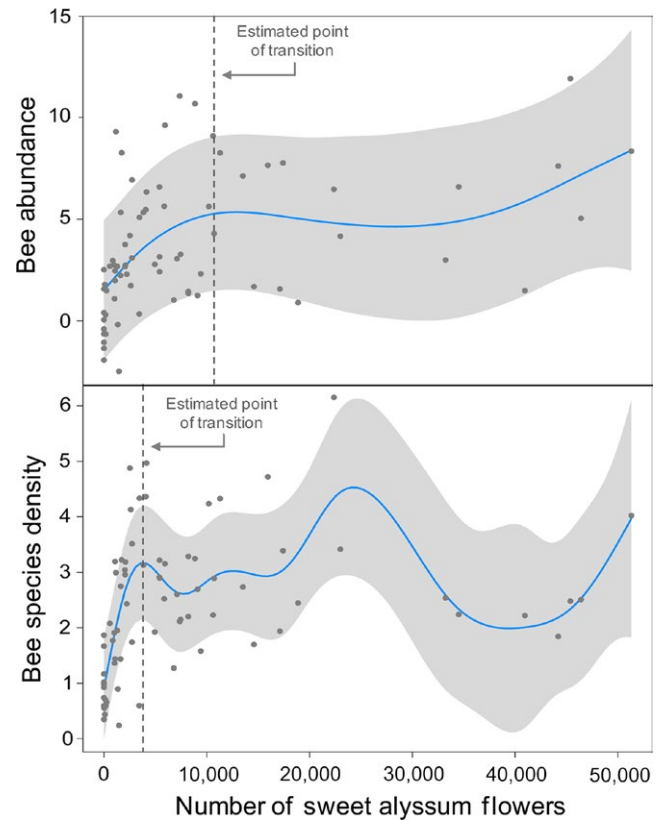 15
Estimated point
of transition
10
Bee abundance
5
0
6
Estimated point
of transition
5
4
Bee species density
3
2
1
0
0 10,000 20,000 30,000 40,000 50,000
Number of sweet alyssum flowers